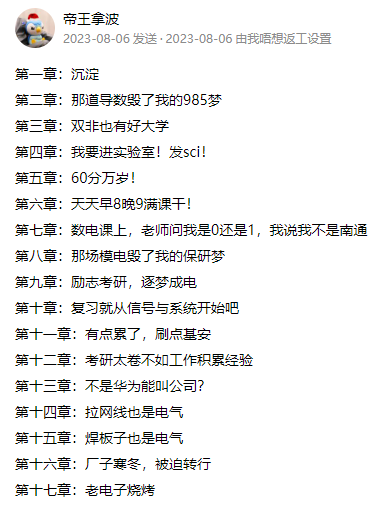 帝王拿波
2023-08-06 发送 · 2023-08-06 由我唔想返工设置
第一章：沉淀
第二章：那道导数毁了我的985梦
第三章：双非也有好大学
第四章：我要进实验室！发sci！
第五章：60分万岁！
第六章：天天早8晚9满课干！
第七章：数电课上，老师问我是0还是1，我说我不是南通
第八章：那场模电毁了我的保研梦
第九章：励志考研，逐梦成电
第十章：复习就从信号与系统开始吧
第十一章：有点累了，刷点基安
第十二章：考研太卷不如工作积累经验
第十三章：不是华为能叫公司？
第十四章：拉网线也是电气
第十五章：焊板子也是电气
第十六章：厂子寒冬，被迫转行
第十七章：老电子烧烤